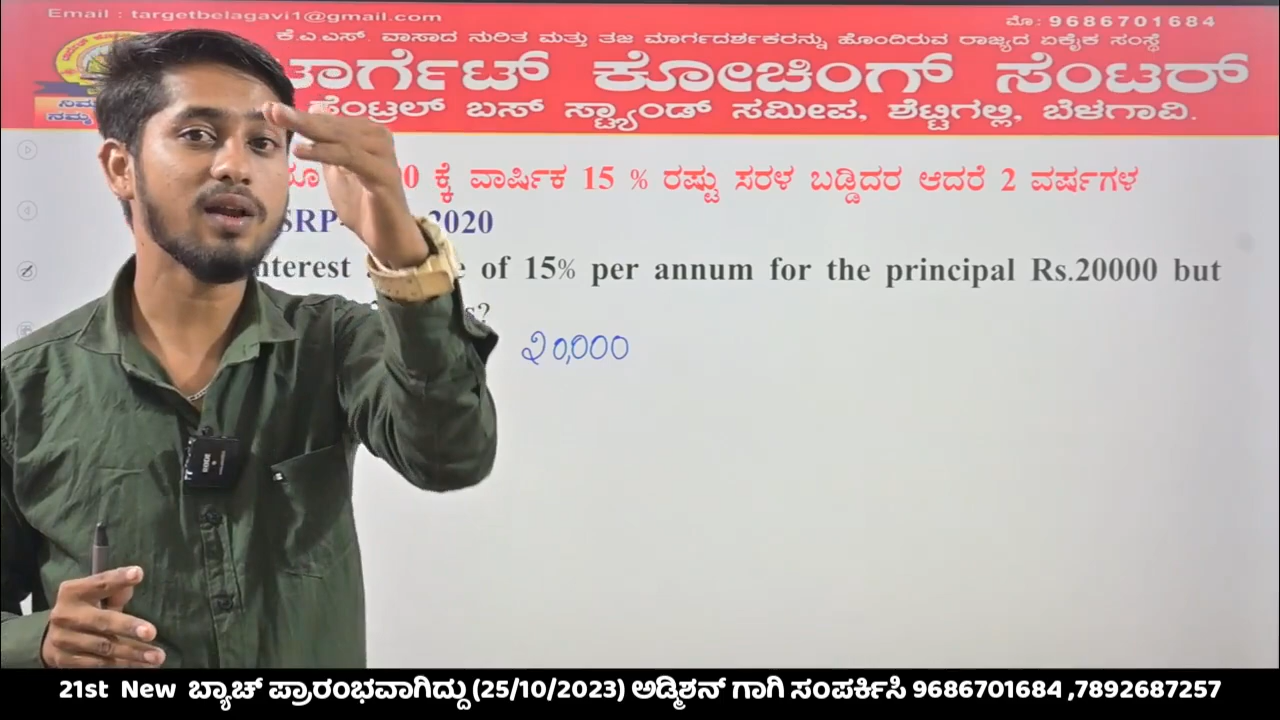 Email : targetbelagavi1@gmail.com
ಮೊ: 9686701684
ಕೆ.ಎ.ಎಸ್. ವಾಸಾದ ನುರಿತ ಮತ್ತು ತಜ್ಞ ಮಾರ್ಗದರ್ಶಕರನ್ನು ಹೊಂದಿರುವ ರಾಜ್ಯದ ಏಕೈಕ ಸಂಸ್ಥೆ
ಟಾರ್ಗೆಟ್ ಕೋಚಿಂಗ್ ಸೆಂಟರ್
ಸೆಂಟ್ರಲ್ ಬಸ್ ಸ್ಟ್ಯಾಂಡ್ ಸಮೀಪ, ಶೆಟ್ಟಿಗಲ್ಲಿ, ಬೆಳಗಾವಿ.
0 ಕ್ಕೆ ವಾರ್ಷಿಕ 15 % ರಷ್ಟು ಸರಳ ಬಡ್ಡಿದರ ಆದರೆ 2 ವರ್ಷಗಳ
SRP- 2020
nterest of 15% per annum for the principal Rs.20000 but
s?
20,000
21st New ಬ್ಯಾಚ್ ಪ್ರಾರಂಭವಾಗಿದ್ದು (25/10/2023) ಅಡ್ಮಿಶನ್ ಗಾಗಿ ಸಂಪರ್ಕಿಸಿ 9686701684 ,7892687257